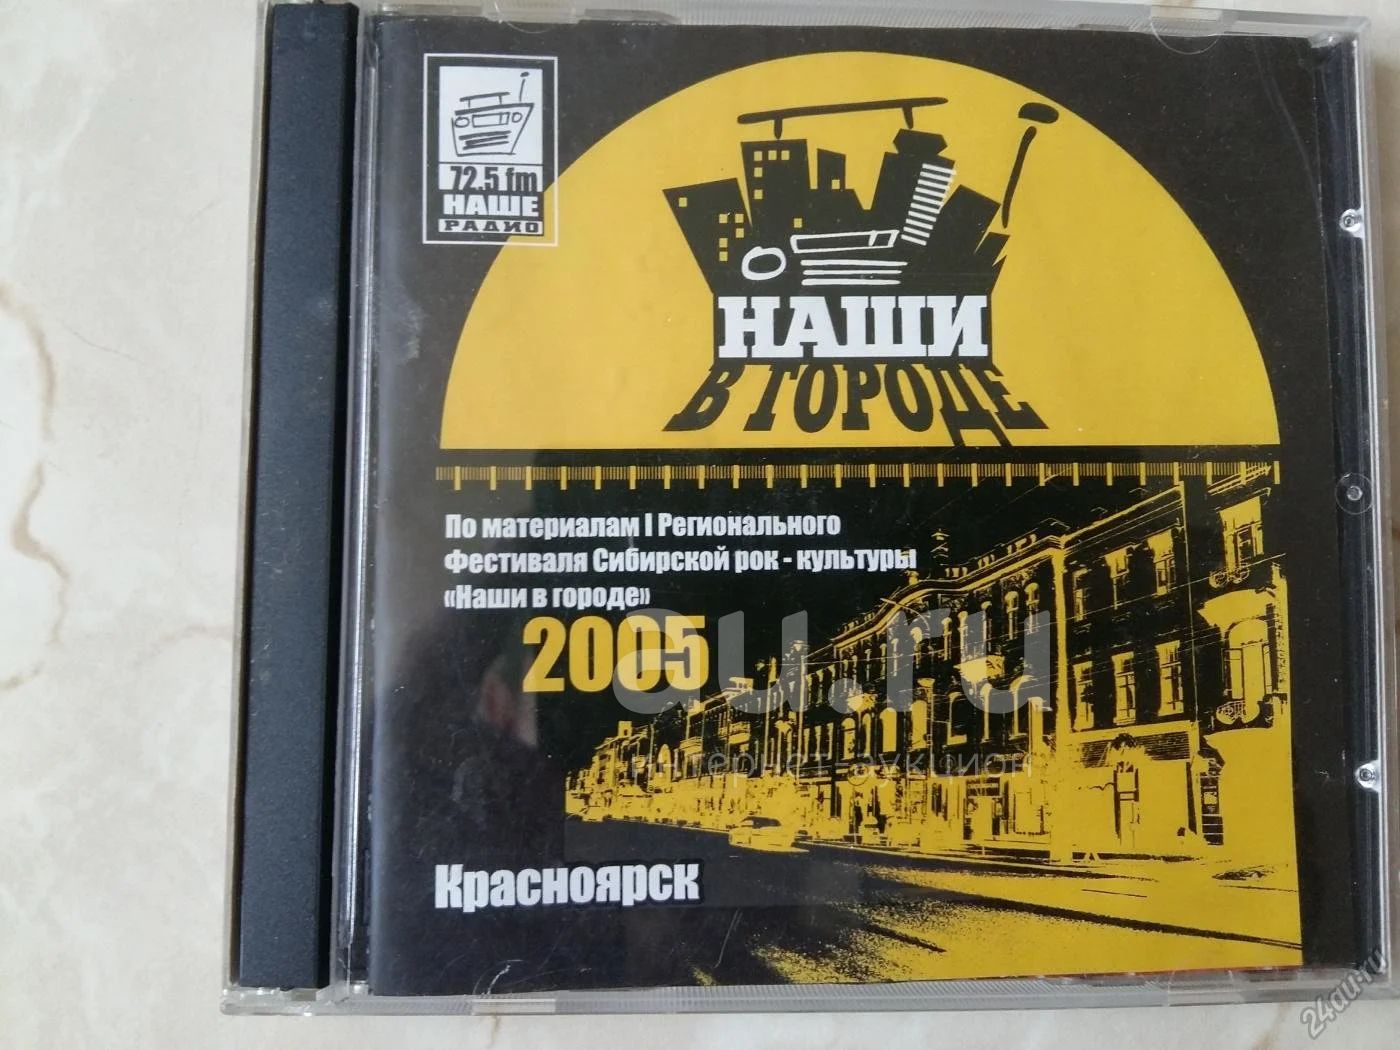 72.5 fm
НАШЕ
РАДИО
НАШИ
В ГОРОДЕ
По материалам I Регионального
Фестиваля Сибирской рок - культуры
«Наши в городе»
2005
au.ru
интернет-аукцион
Красноярск
24au.ru